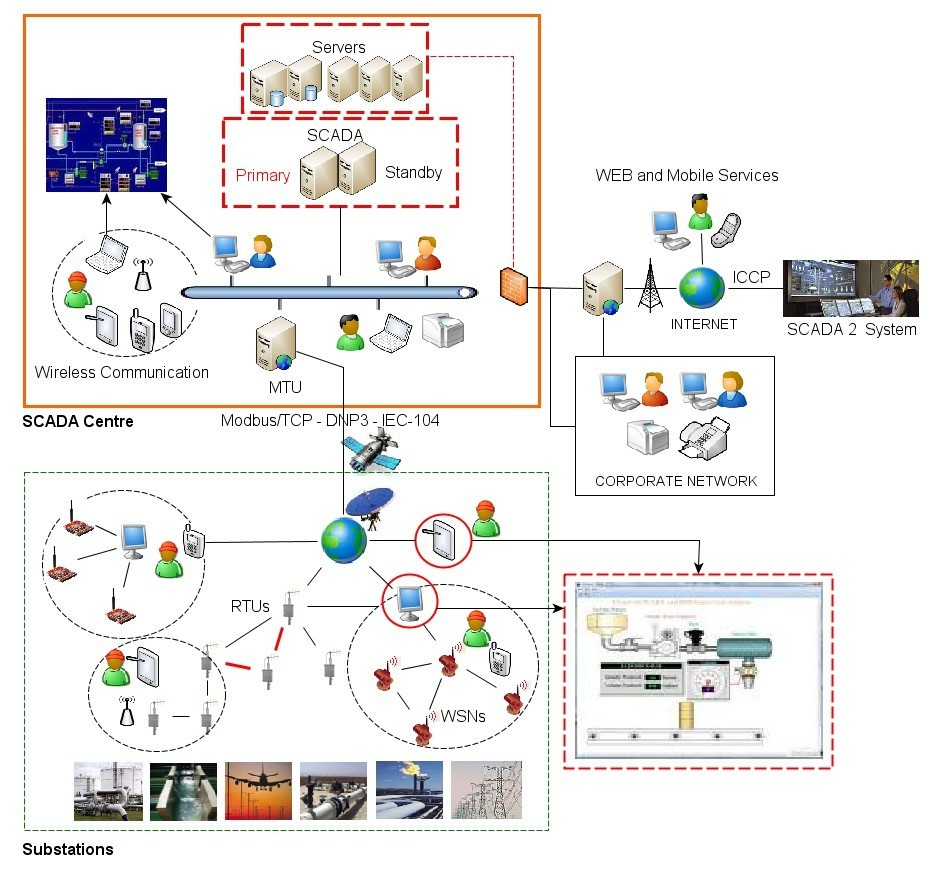 Servers
SCADA
Primary
Standby
WEB and Mobile Services
ICCP
INTERNET
SCADA 2 System
Wireless Communication
MTU
SCADA Centre
Modbus/TCP - DNP3 - IEC-104
CORPORATE NETWORK
RTUs
WSNs
Substations